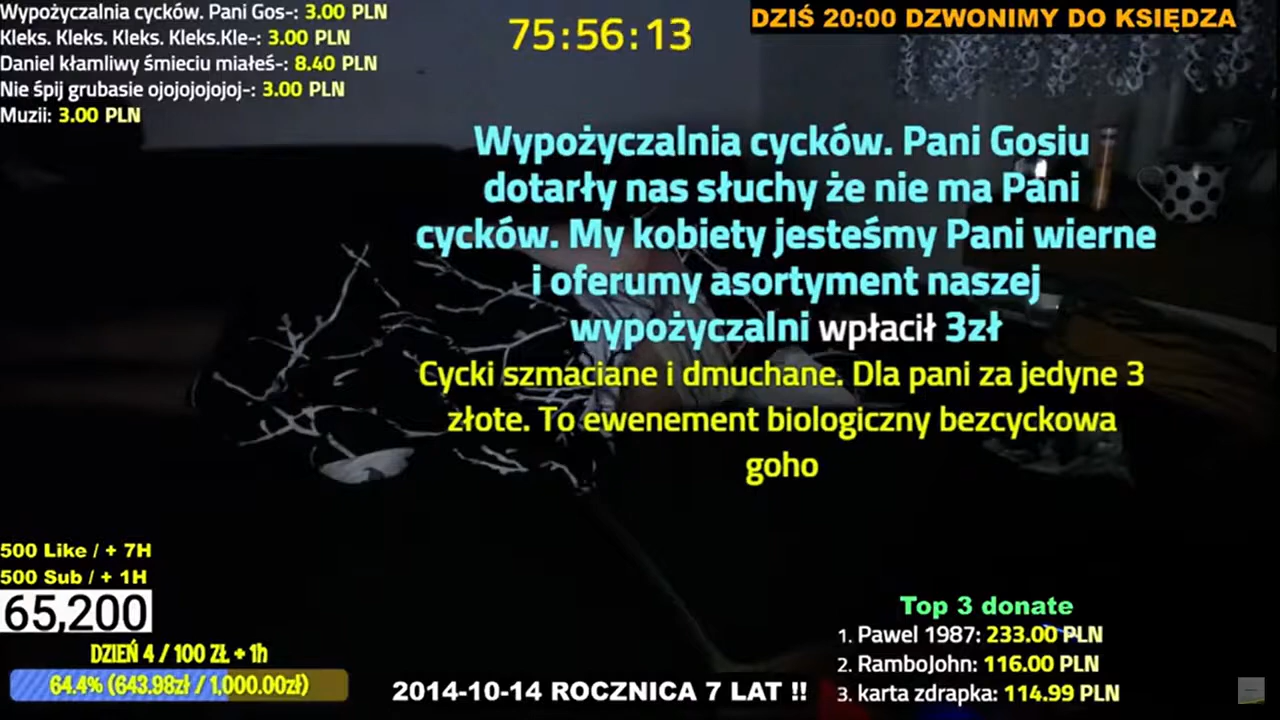 Wypożyczalnia cycków. Pani Gos-: 3.00 PLN
Kleks. Kleks. Kleks. Kleks.Kle-: 3.00 PLN
Daniel kłamliwy śmieciu miałeś-: 8.40 PLN
Nie śpij grubasie ojojojojojoj-: 3.00 PLN
Muzii: 3.00 PLN
75:56:13
DZIŚ 20:00 DZWONIMY DO KSIĘDZA
Wypożyczalnia cycków. Pani Gosiu
dotarły nas słuchy że nie ma Pani
cycków. My kobiety jesteśmy Pani wierne
i oferumy asortyment naszej
wypożyczalni wpłacił 3zł
Cycki szmaciane i dmuchane. Dla pani za jedyne 3
złote. To ewenement biologiczny bezcyckowa
goho
500 Like / + 7H
500 Sub / + 1H
65,200
DZIEŃ 4 / 100 ZŁ + 1h
64.4% (643.98zł / 1,000.00zł)
2014-10-14 ROCZNICA 7 LAT !!
Top 3 donate
1. Pawel 1987: 233.00 PLN
2. RamboJohn: 116.00 PLN
3. karta zdrapka: 114.99 PLN